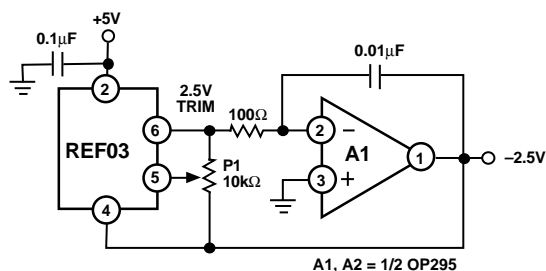 +5V
0.1µF
0.01µF
2
2.5V
TRIM
100Ω
6
2
−
REF03
A1
1
−2.5V
5
P1
10kΩ
3
+
4
A1, A2 = 1/2 OP295